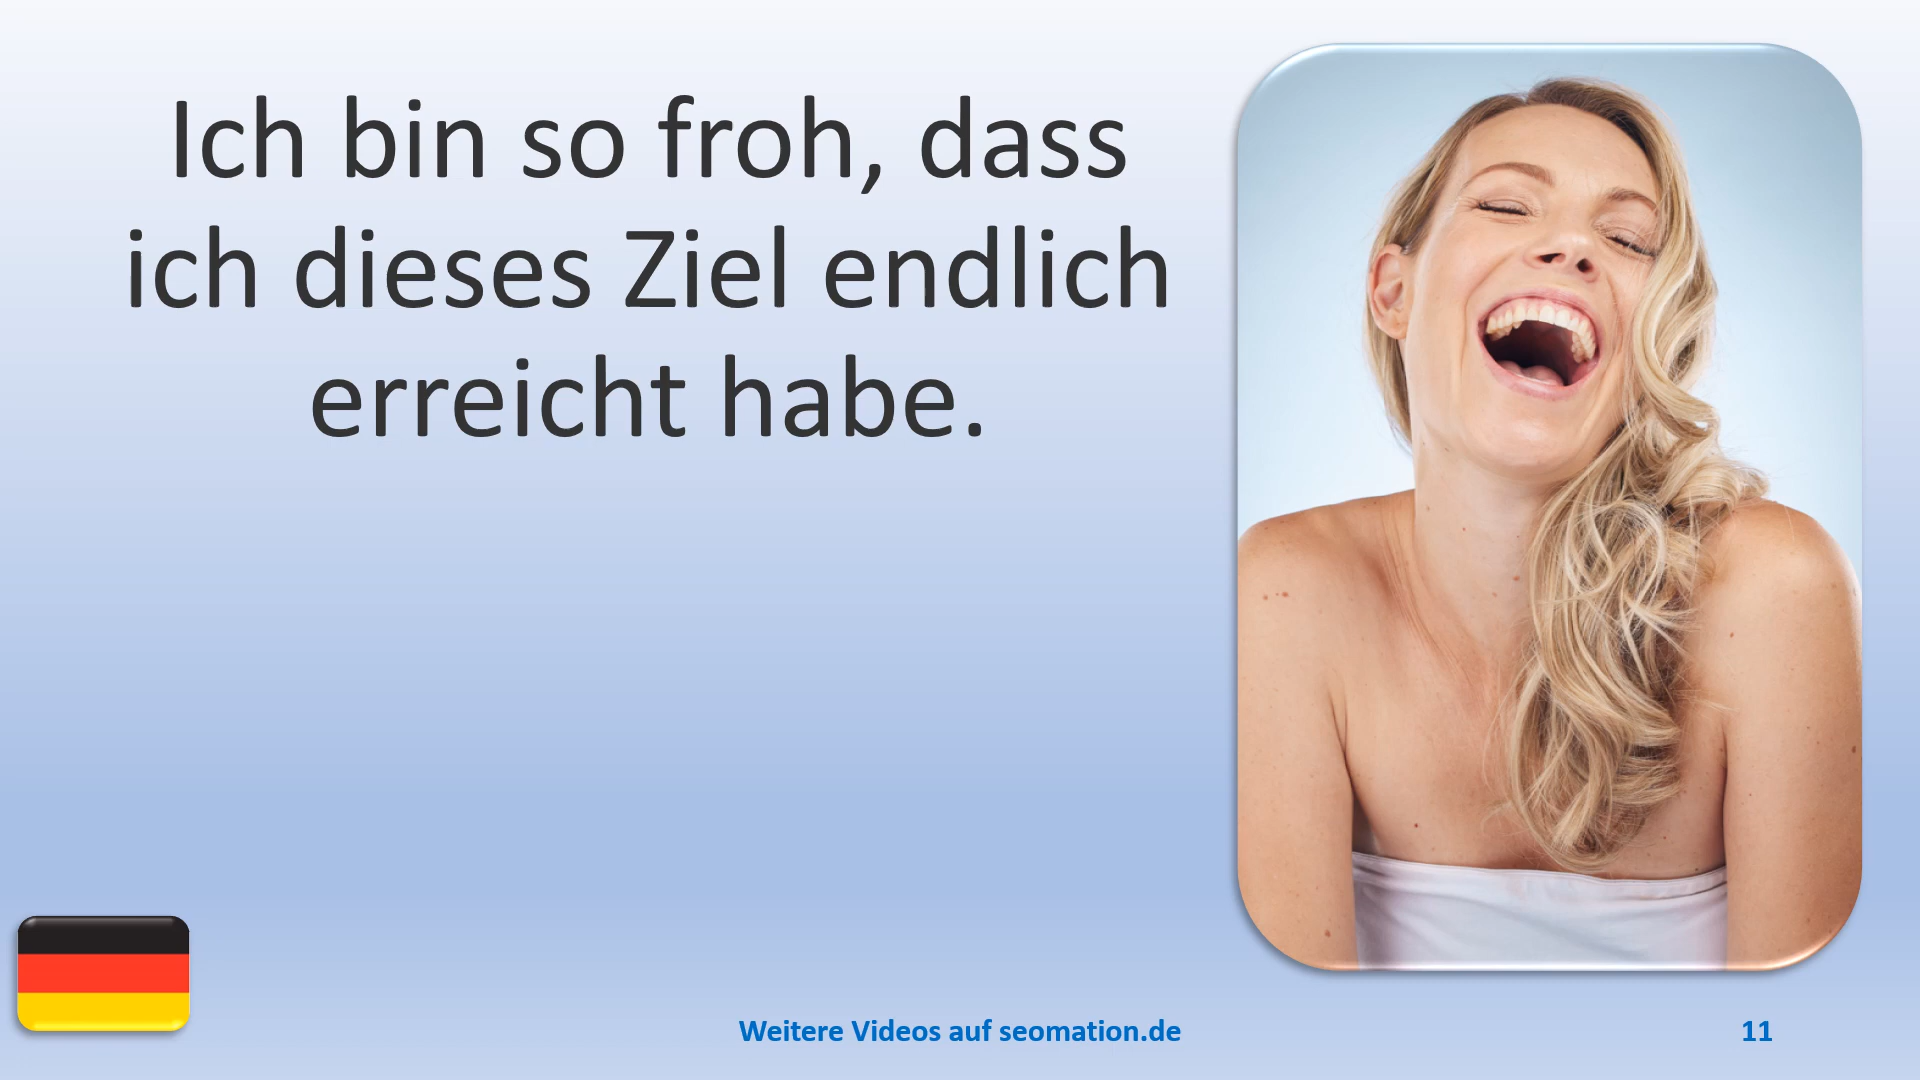 Ich bin so froh, dass
ich dieses Ziel endlich
erreicht habe.
Weitere Videos auf seomation.de
11